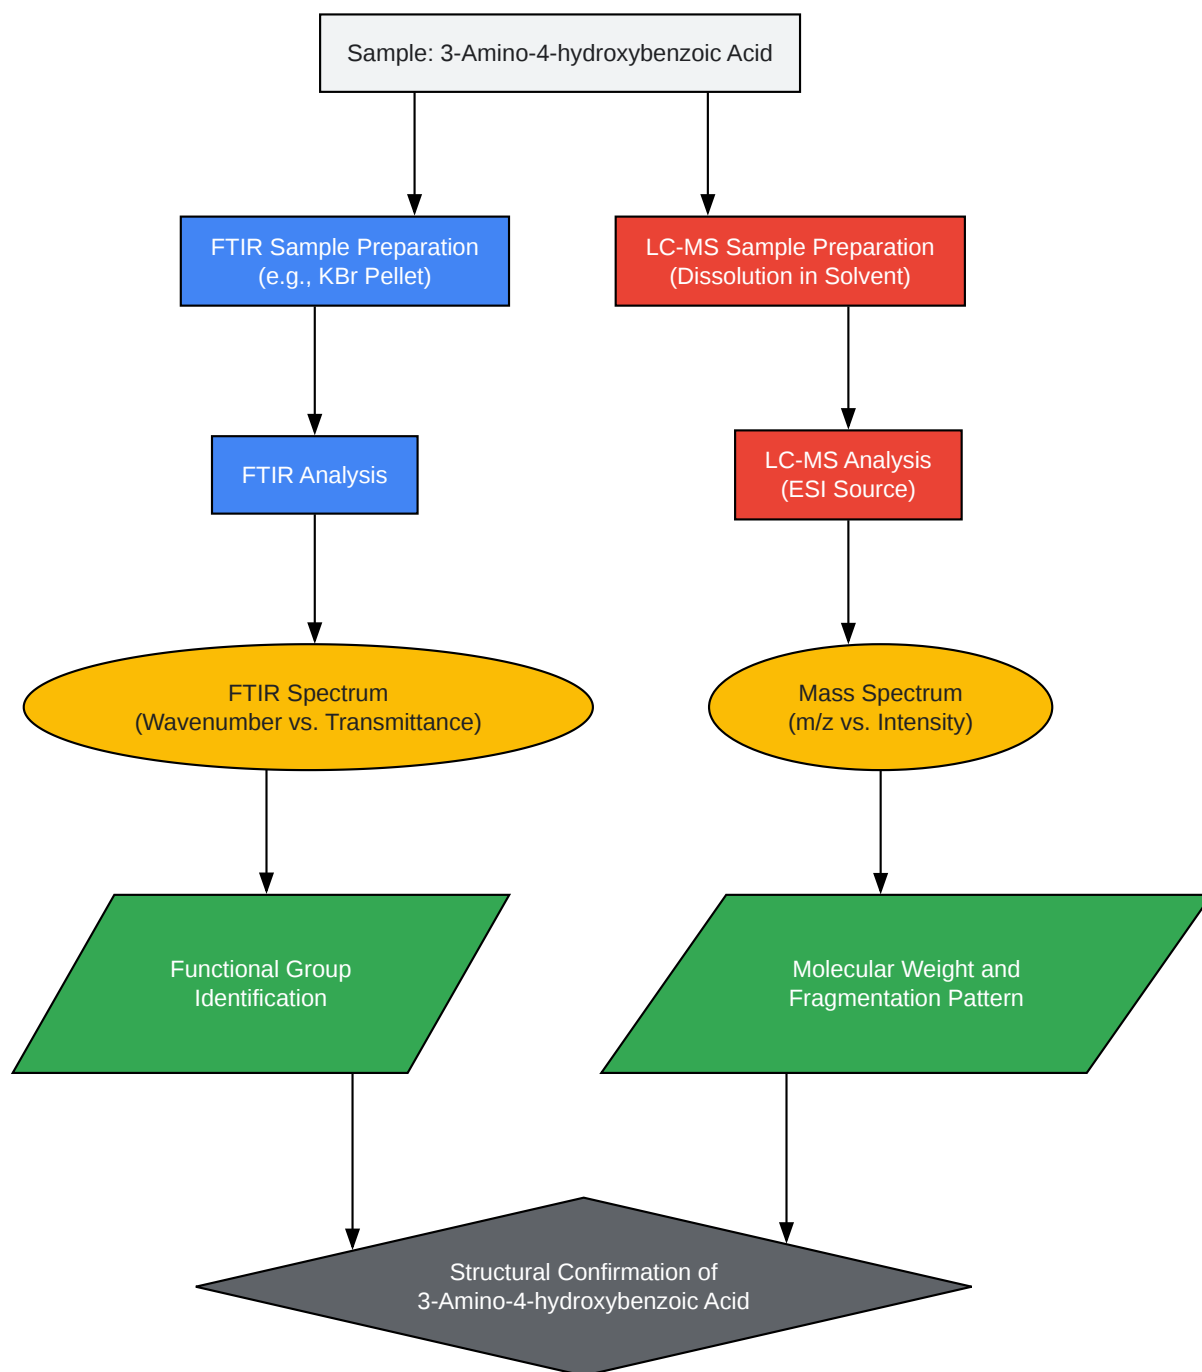 Sample: 3-Amino-4-hydroxybenzoic Acid
FTIR Sample Preparation
(e.g., KBr Pellet)
LC-MS Sample Preparation
(Dissolution in Solvent)
FTIR Analysis
LC-MS Analysis
(ESI Source)
FTIR Spectrum
(Wavenumber vs. Transmittance)
Mass Spectrum
(m/z vs. Intensity)
Functional Group
Identification
Molecular Weight and
Fragmentation Pattern
Structural Confirmation of
3-Amino-4-hydroxybenzoic Acid